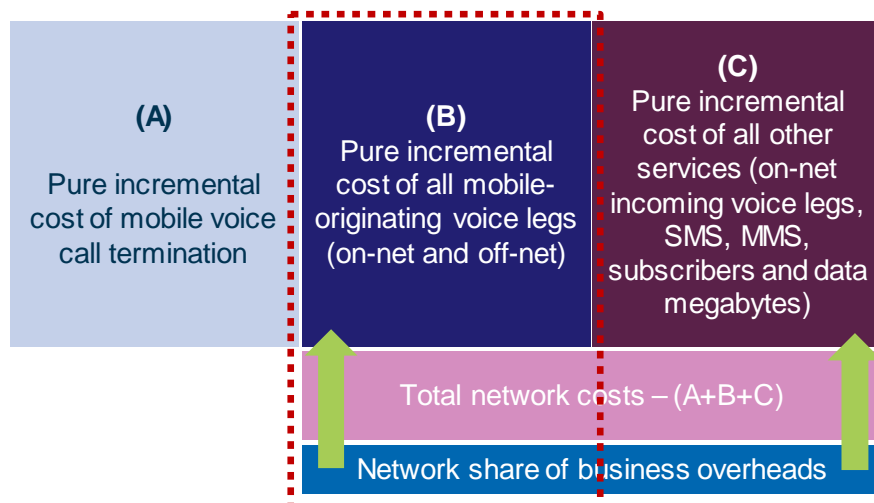 (A)
Pure incremental
cost of mobile voice
call termination
(B)
Pure incremental
cost of all mobile-
originating voice legs
(on-net and off-net)
(C)
Pure incremental
cost of all other
services (on-net
incoming voice legs,
SMS, MMS,
subscribers and data
megabytes)
Total network costs – (A+B+C)
Network share of business overheads